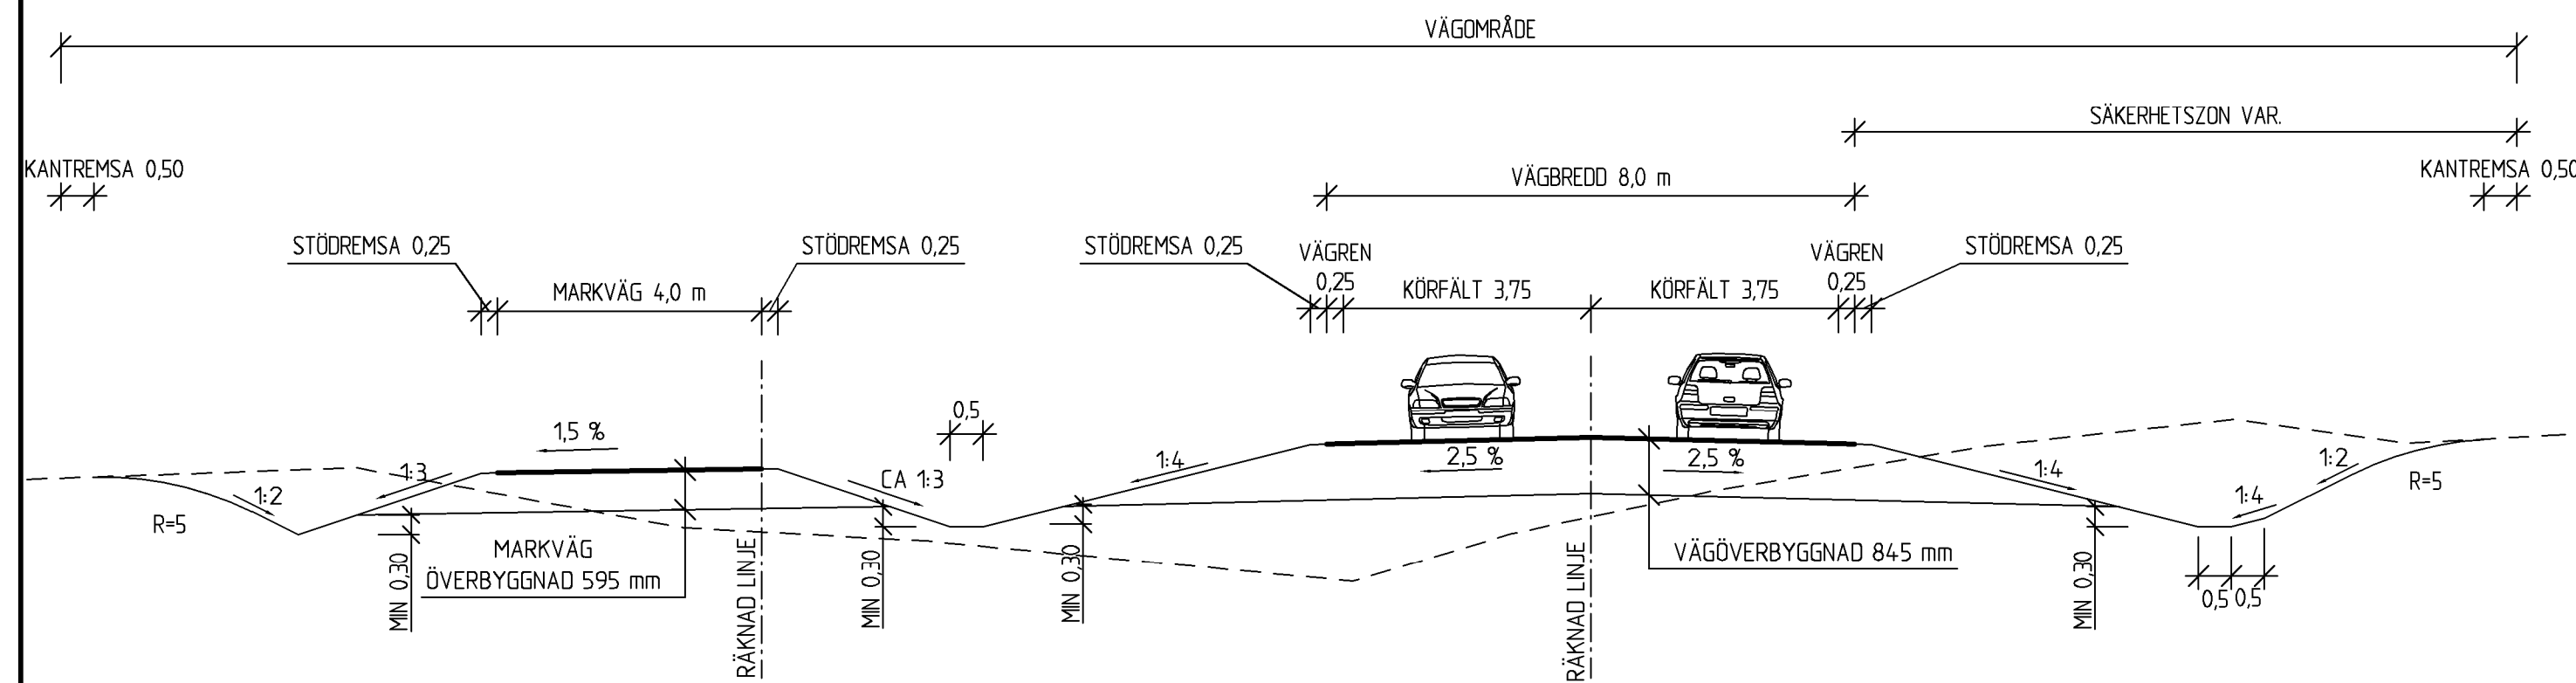 VÄGOMRÅDE
SÄKERHETSZON VAR.
KANTREMSA 0,50
VÄGBREDD 8,0 m
KANTREMSA 0,50
STÖDREMSA 0,25
STÖDREMSA 0,25
STÖDREMSA 0,25
VÄGREN
0,25
VÄGREN
0,25
STÖDREMSA 0,25
MARKVÄG 4,0 m
KÖRFÄLT 3,75
KÖRFÄLT 3,75
0,5
1,5 %
1:3
CA 1:3
1:4
2,5 %
2,5 %
1:4
1:2
1:2
R=5
1:4
R=5
MARKVÄG
ÖVERBYGGNAD 595 mm
VÄGÖVERBYGGNAD 845 mm
MIN 0,30
RÄKNAD LINJE
MIN 0,30
MIN 0,30
RÄKNAD LINJE
MIN 0,30
0,5 0,5